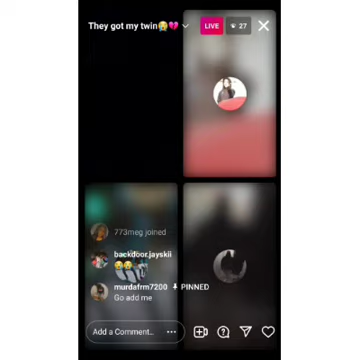 They got my twin😭💔
LIVE
27
773meg joined
backdoor.jayskii
😭😭
murdafrm7200 PINNED
Go add me
Add a Comment...